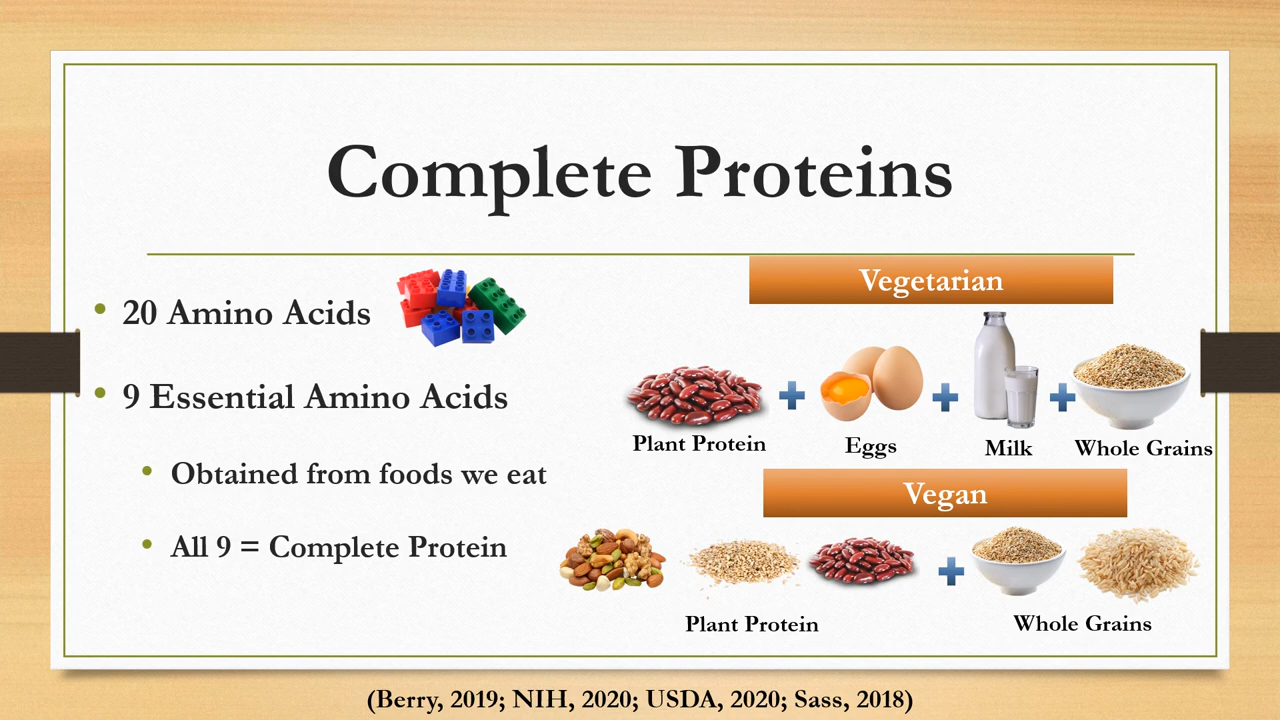 Complete Proteins
20 Amino Acids
9 Essential Amino Acids
Obtained from foods we eat
All 9 = Complete Protein
Vegetarian
Plant Protein
Eggs
Milk
Whole Grains
Vegan
Plant Protein
Whole Grains
(Berry, 2019; NIH, 2020; USDA, 2020; Sass, 2018)